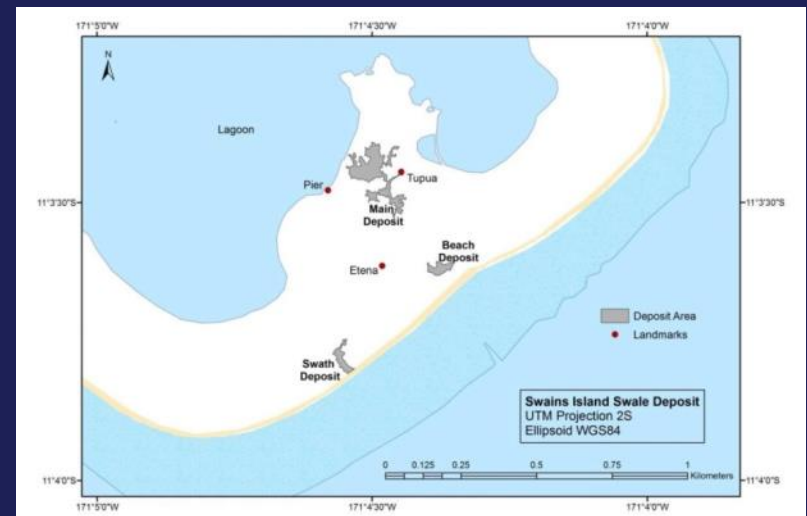 171°5'0"W
171°4'30"W
171°4'0"W
N
Lagoon
Pier
Tupua
11°3'30"S
11°3'30"S
Main
Deposit
Beach
Deposit
Etena
Deposit Area
Landmarks
Swath
Deposit
Swains Island Swale Deposit
UTM Projection 2S
Ellipsoid WGS84
0 0.125 0.25 0.5 0.75 1
Kilometers
11°4'0"S
11°4'0"S
171°5'0"W
171°4'30"W
171°4'0"W